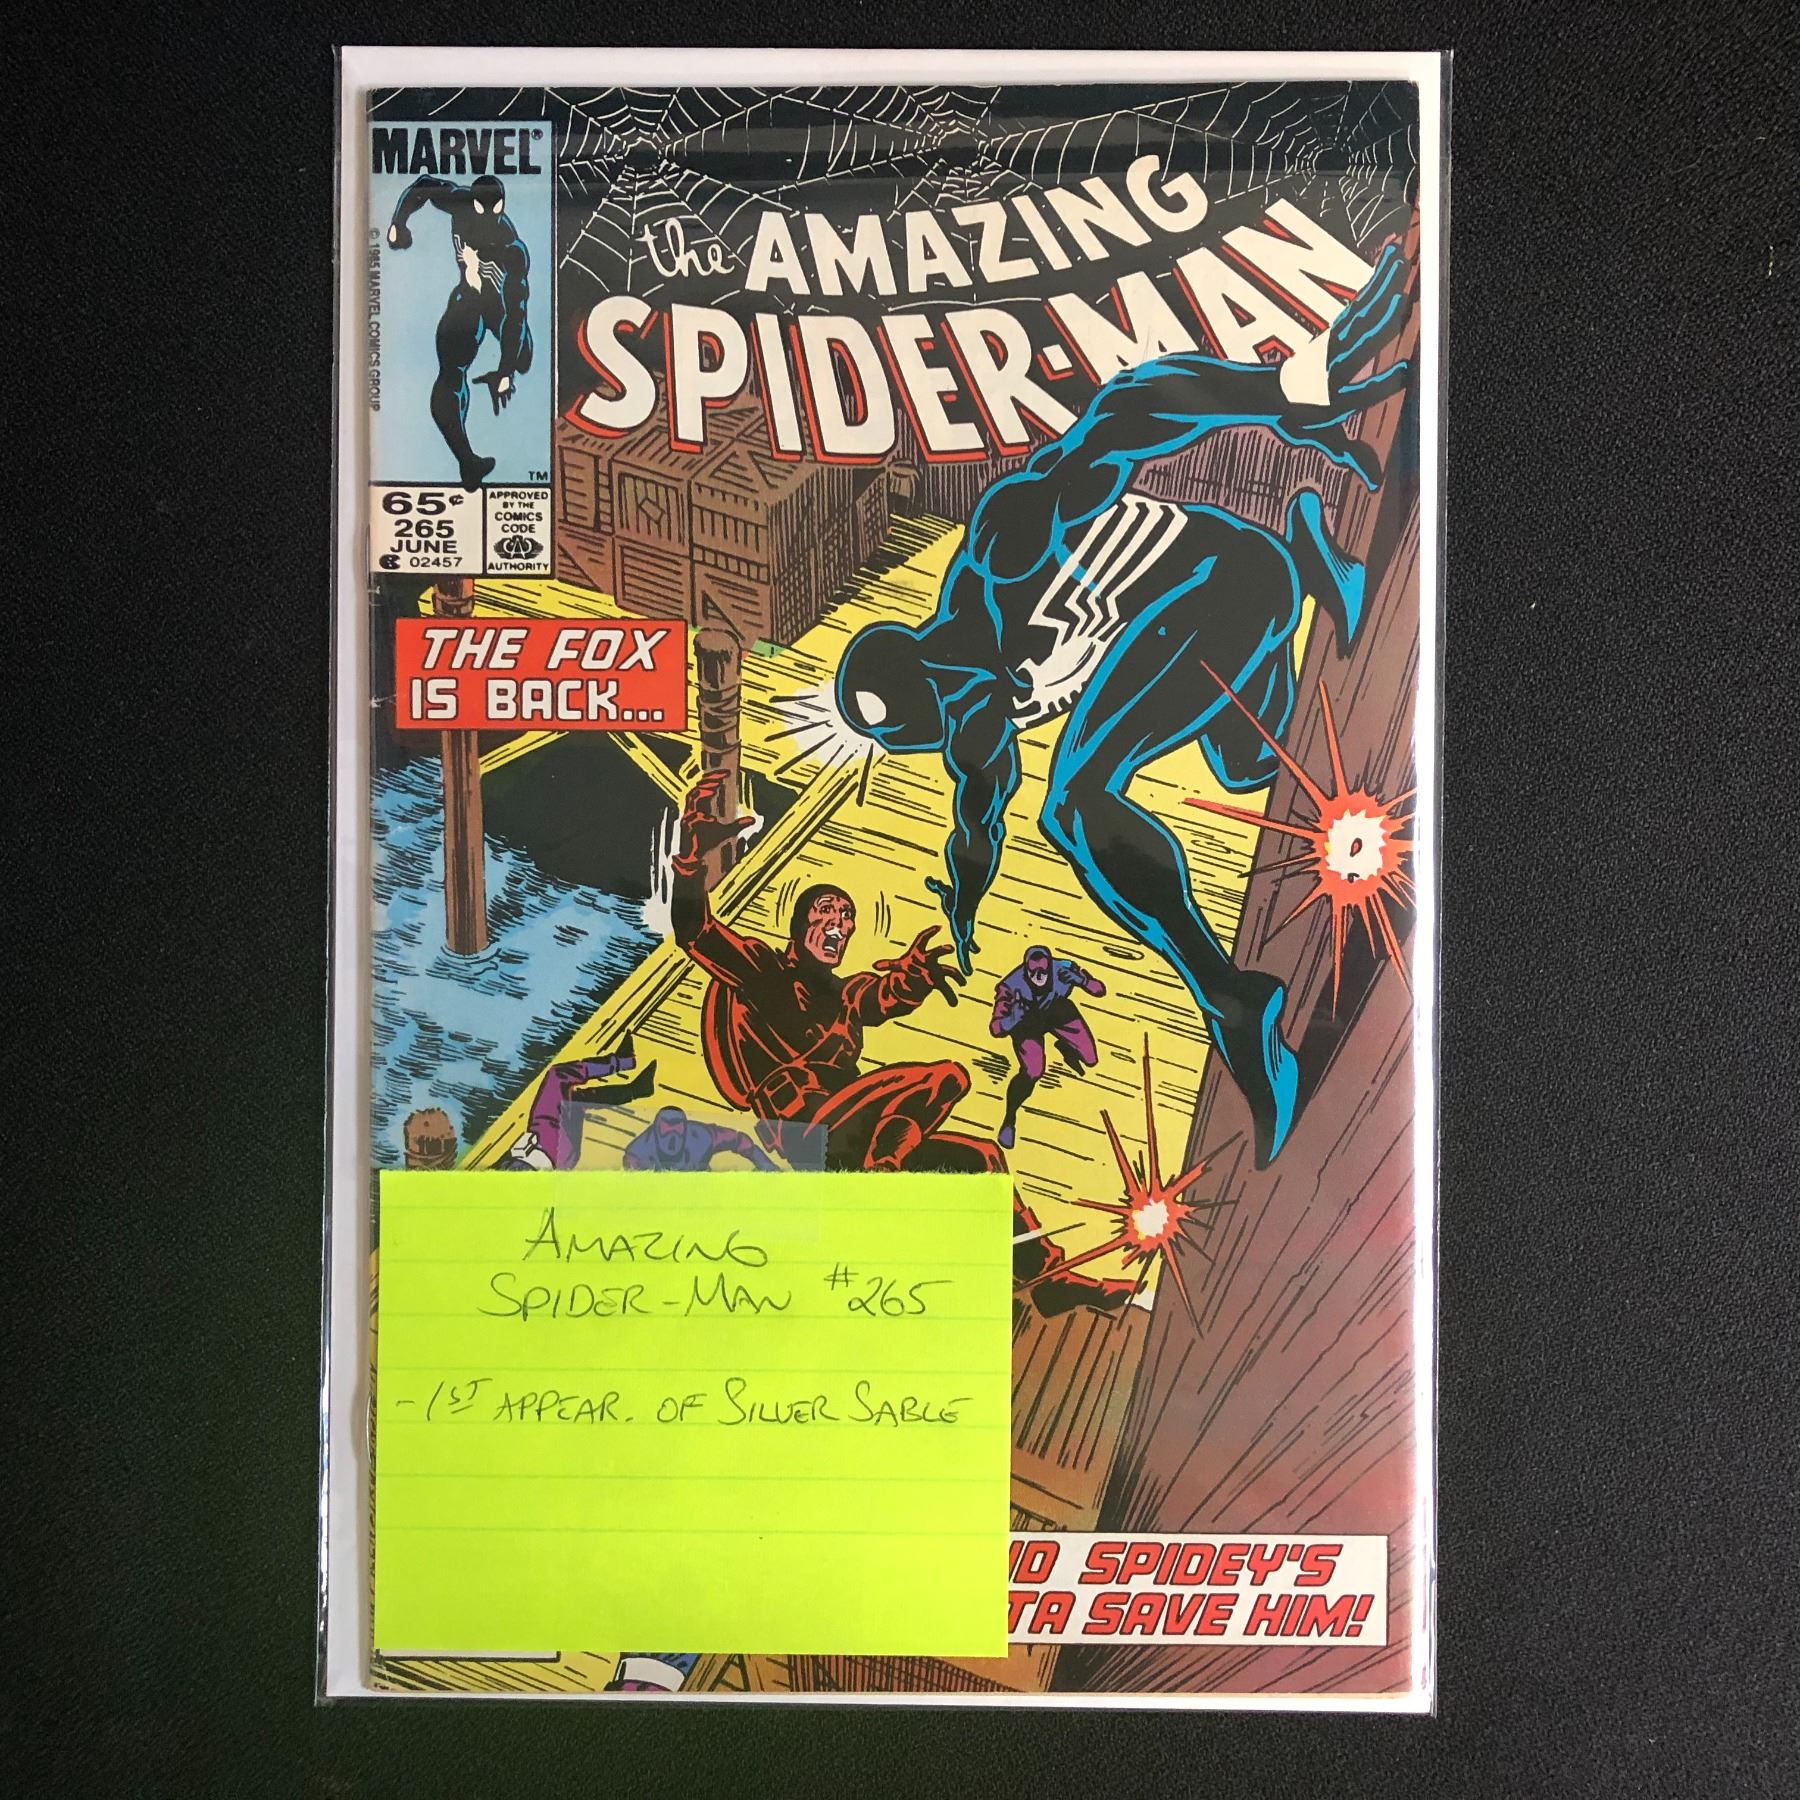 MARVEL®
the AMAZING
SPIDER-MAN
© 1985 MARVEL COMICS GROUP
TM
65¢
265
JUNE
02457
APPROVED
BY THE
COMICS
CODE
CA
AUTHORITY
THE FOX
IS BACK...
AMAZING
SPIDER-MAN #265
-1ST APPEAR. OF SILVER SABLE
SPIDEY'S
SAVE HIM!